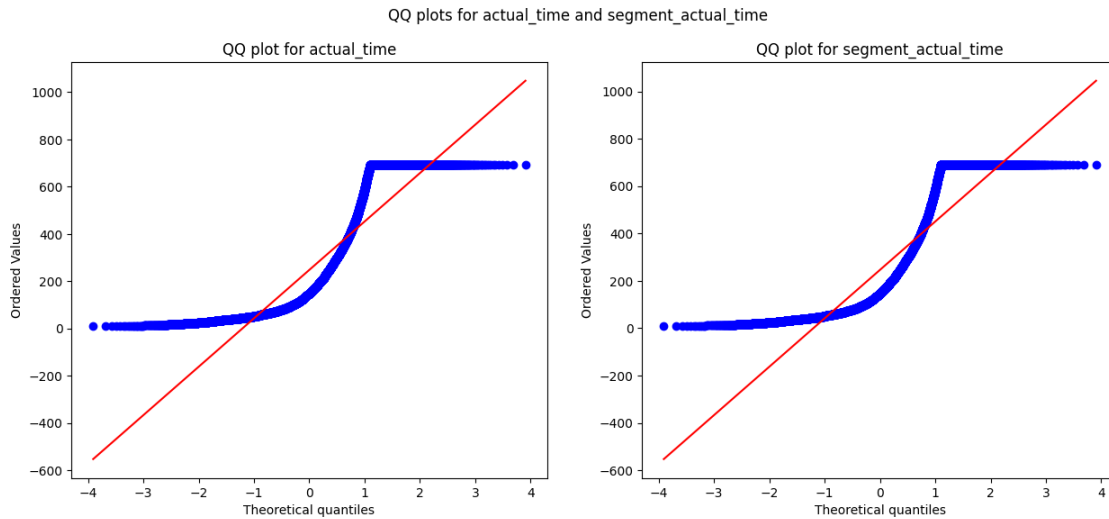 QQ plots for actual_time and segment_actual_time
QQ plot for actual_time
1000
800
600
400
200
0
−200
−400
−600
Ordered Values
−4 −3 −2 −1 0 1 2 3 4
Theoretical quantiles
QQ plot for segment_actual_time
1000
800
600
400
200
0
−200
−400
−600
Ordered Values
−4 −3 −2 −1 0 1 2 3 4
Theoretical quantiles